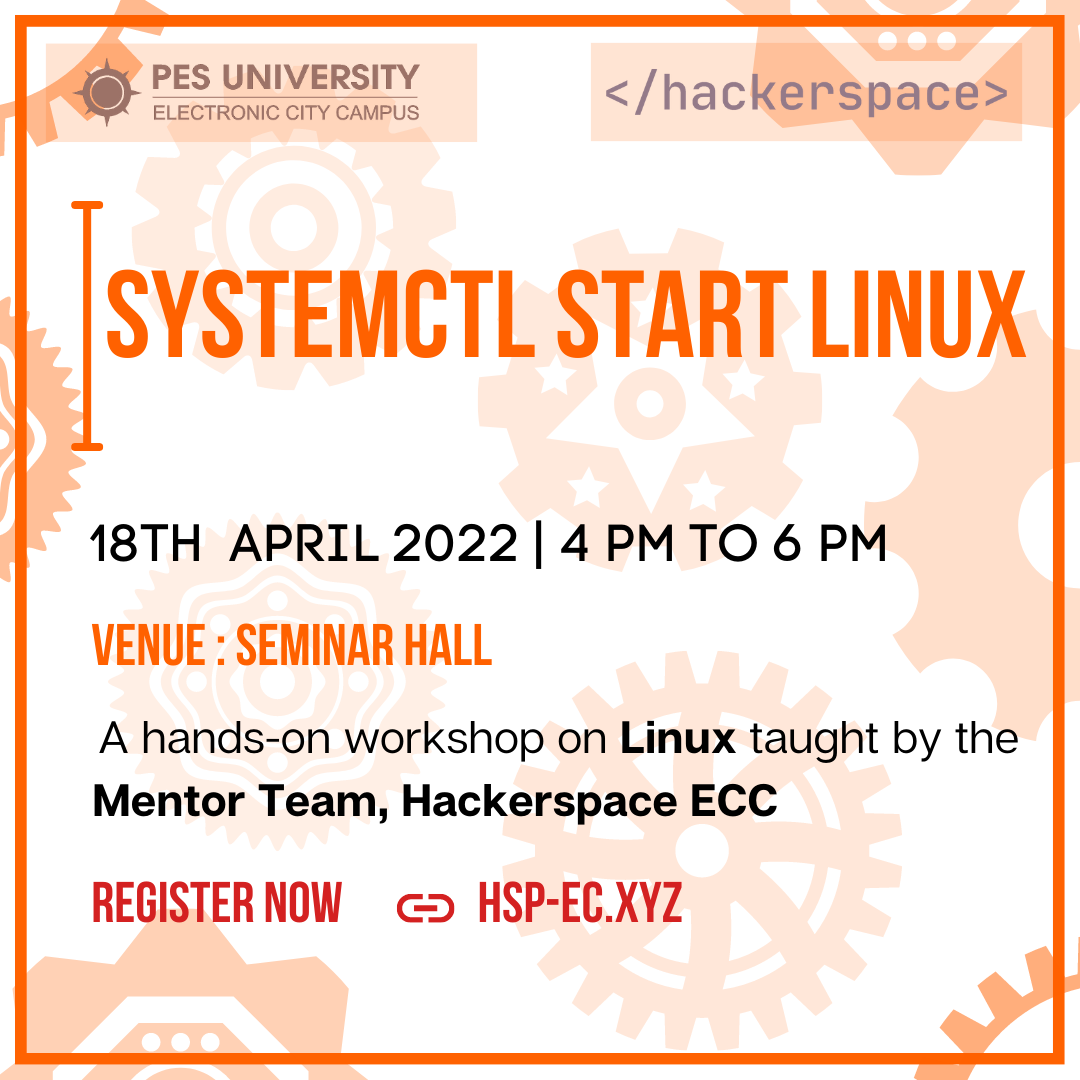 PES UNIVERSITY
ELECTRONIC CITY CAMPUS
</hackerspace>
SYSTEMCTL START LINUX
18TH APRIL 2022 | 4 PM TO 6 PM
VENUE : SEMINAR HALL
A hands-on workshop on Linux taught by the
Mentor Team, Hackerspace ECC
REGISTER NOW HSP-EC.XYZ